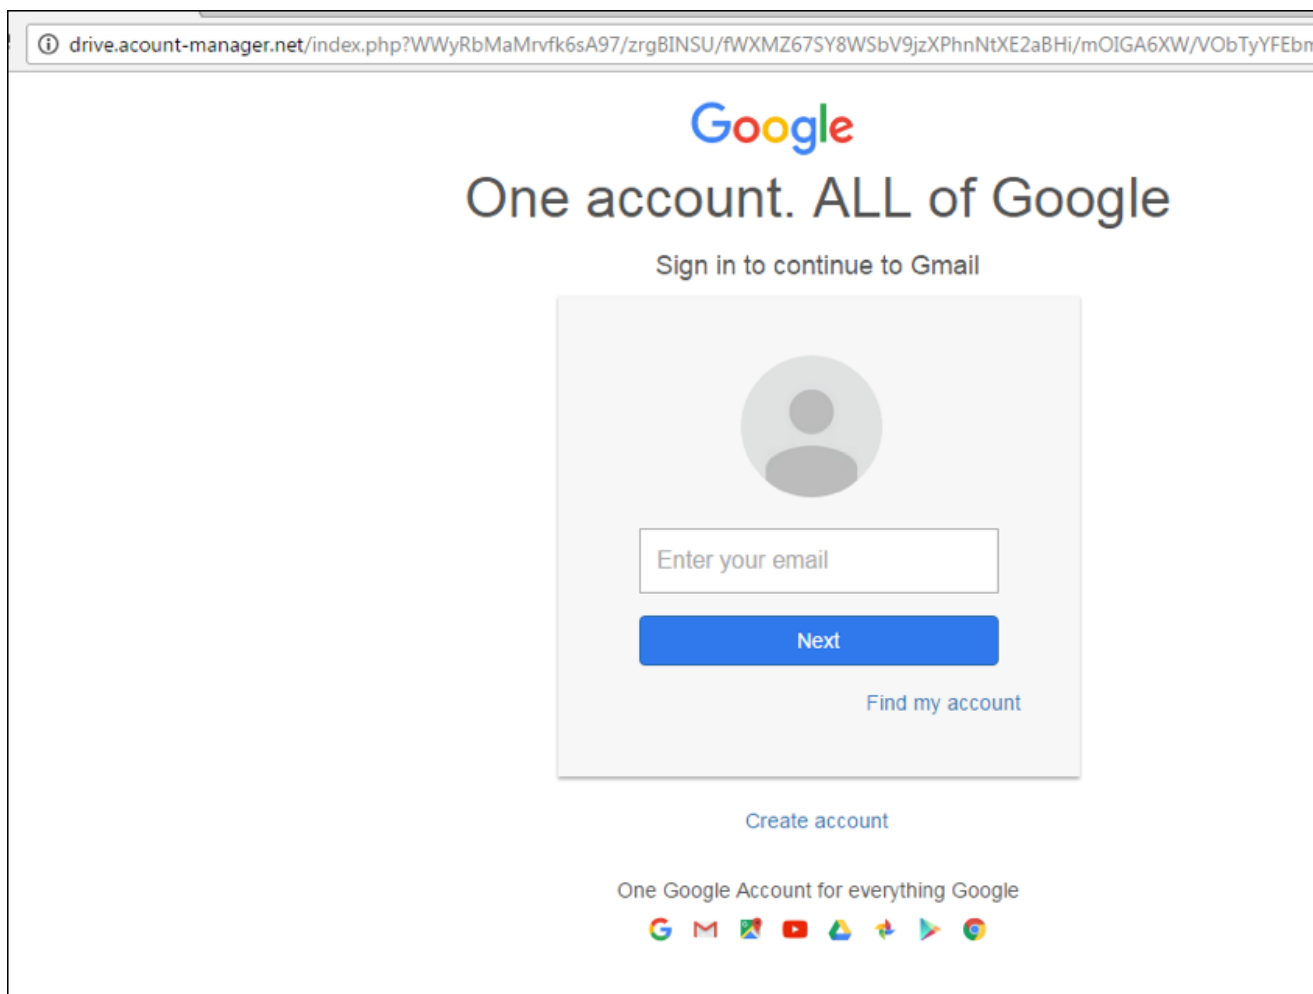 drive.acount-manager.net/index.php?WWyRbMaMrvfk6sA97/zrgBINSU/fWXMZ67SY8WSbV9jzXPhnNtXE2aBHi/mOIGA6XW/VObTyYFEbm
Google
One account. ALL of Google
Sign in to continue to Gmail
Enter your email
Next
Find my account
Create account
One Google Account for everything Google